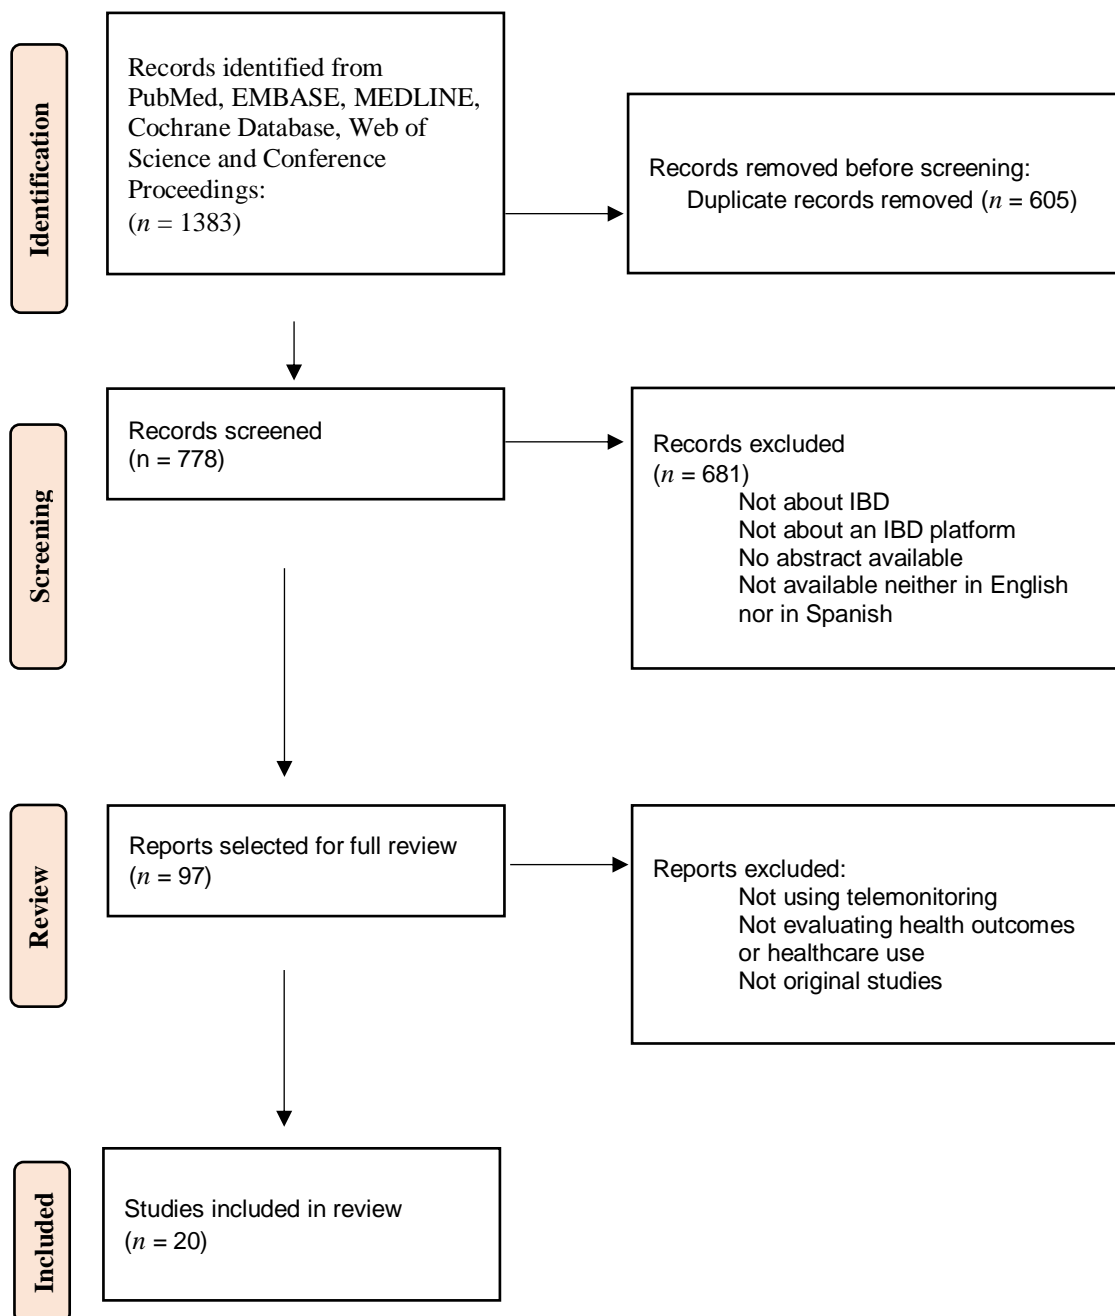 Identification
Records identified from
PubMed, EMBASE, MEDLINE,
Cochrane Database, Web of
Science and Conference
Proceedings:
(n = 1383)
Records removed before screening:
Duplicate records removed (n = 605)
Screening
Records screened
(n = 778)
Records excluded
(n = 681)
Not about IBD
Not about an IBD platform
No abstract available
Not available neither in English
nor in Spanish
Review
Reports selected for full review
(n = 97)
Reports excluded:
Not using telemonitoring
Not evaluating health outcomes
or healthcare use
Not original studies
Included
Studies included in review
(n = 20)